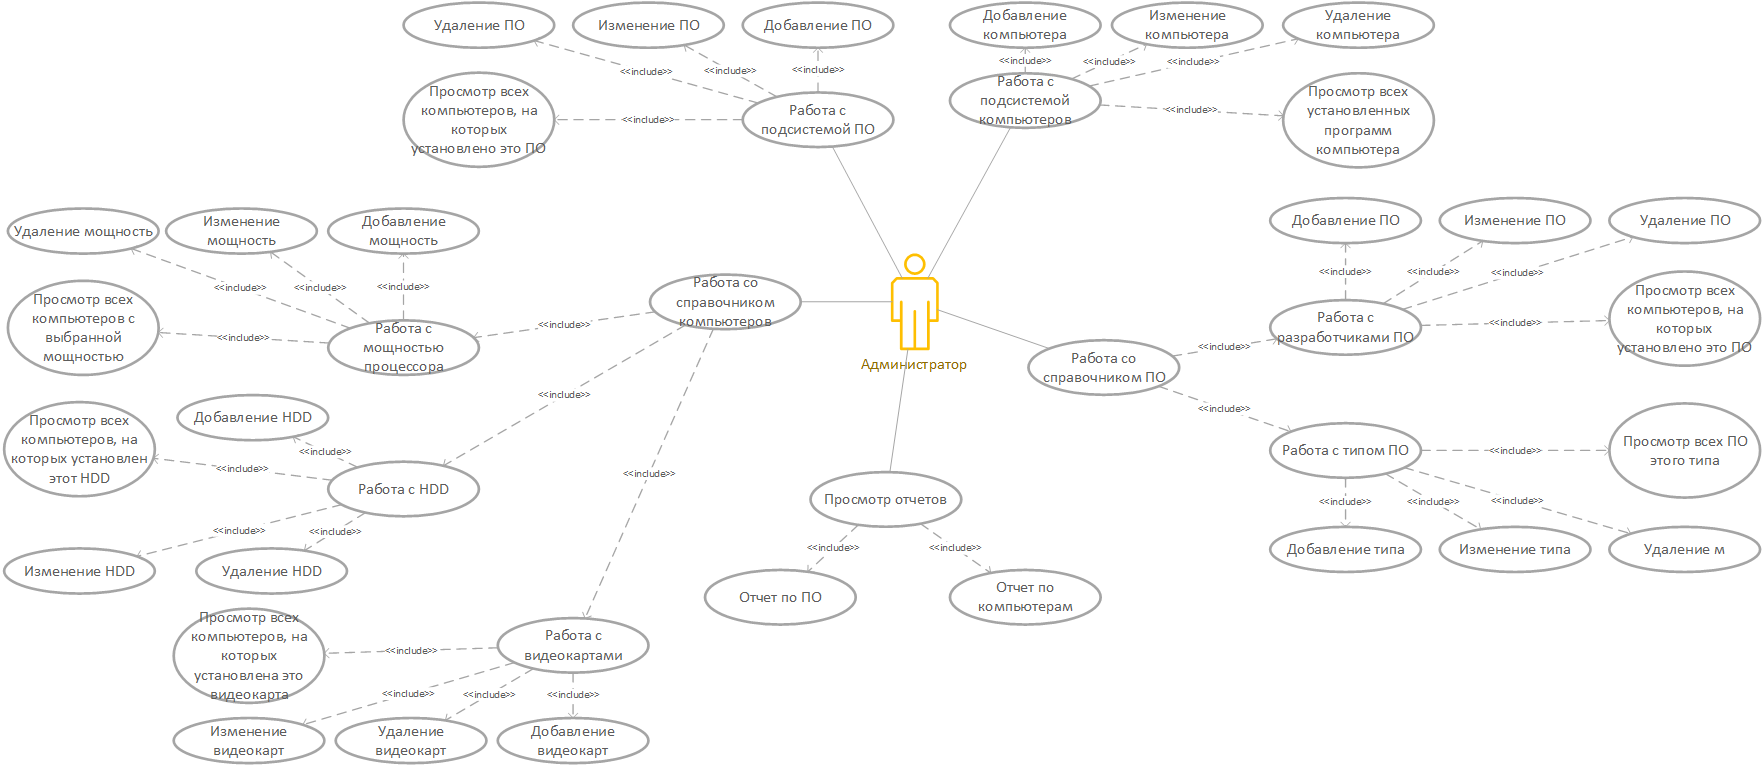 Удаление ПО
Изменение ПО
Добавление ПО
<<include>>
<<include>>
<<include>>
Просмотр всех
компьютеров, на
которых
установлено это ПО
<<include>>
Работа с
подсистемой ПО
Добавление
компьютера
Изменение
компьютера
Удаление
компьютера
<<include>>
<<include>>
<<include>>
Работа с
подсистемой
компьютеров
<<include>>
Просмотр всех
установленных
программ
компьютера
Удаление мощность
Изменение
мощность
Добавление
мощность
<<include>>
<<include>>
<<include>>
Просмотр всех
компьютеров с
выбранной
мощностью
<<include>>
Работа с
мощностью
процессора
<<include>>
Работа со
справочником
компьютеров
Администратор
Добавление ПО
Изменение ПО
Удаление ПО
<<include>>
<<include>>
<<include>>
Работа с
разработчиками ПО
<<include>>
Просмотр всех
компьютеров, на
которых
установлено это ПО
Работа со
справочником ПО
<<include>>
<<include>>
Работа с типом ПО
<<include>>
Просмотр всех ПО
этого типа
<<include>>
<<include>>
<<include>>
Добавление типа
Изменение типа
Удаление м
<<include>>
Добавление HDD
<<include>>
Просмотр всех
компьютеров, на
которых установлен
этот HDD
<<include>>
Работа с HDD
<<include>>
<<include>>
Изменение HDD
Удаление HDD
<<include>>
Просмотр отчетов
<<include>>
<<include>>
Отчет по ПО
Отчет по
компьютерам
Просмотр всех
компьютеров, на
которых
установлена это
видеокарта
<<include>>
Работа с
видеокартами
<<include>>
<<include>>
<<include>>
Изменение
видеокарт
Удаление
видеокарт
Добавление
видеокарт